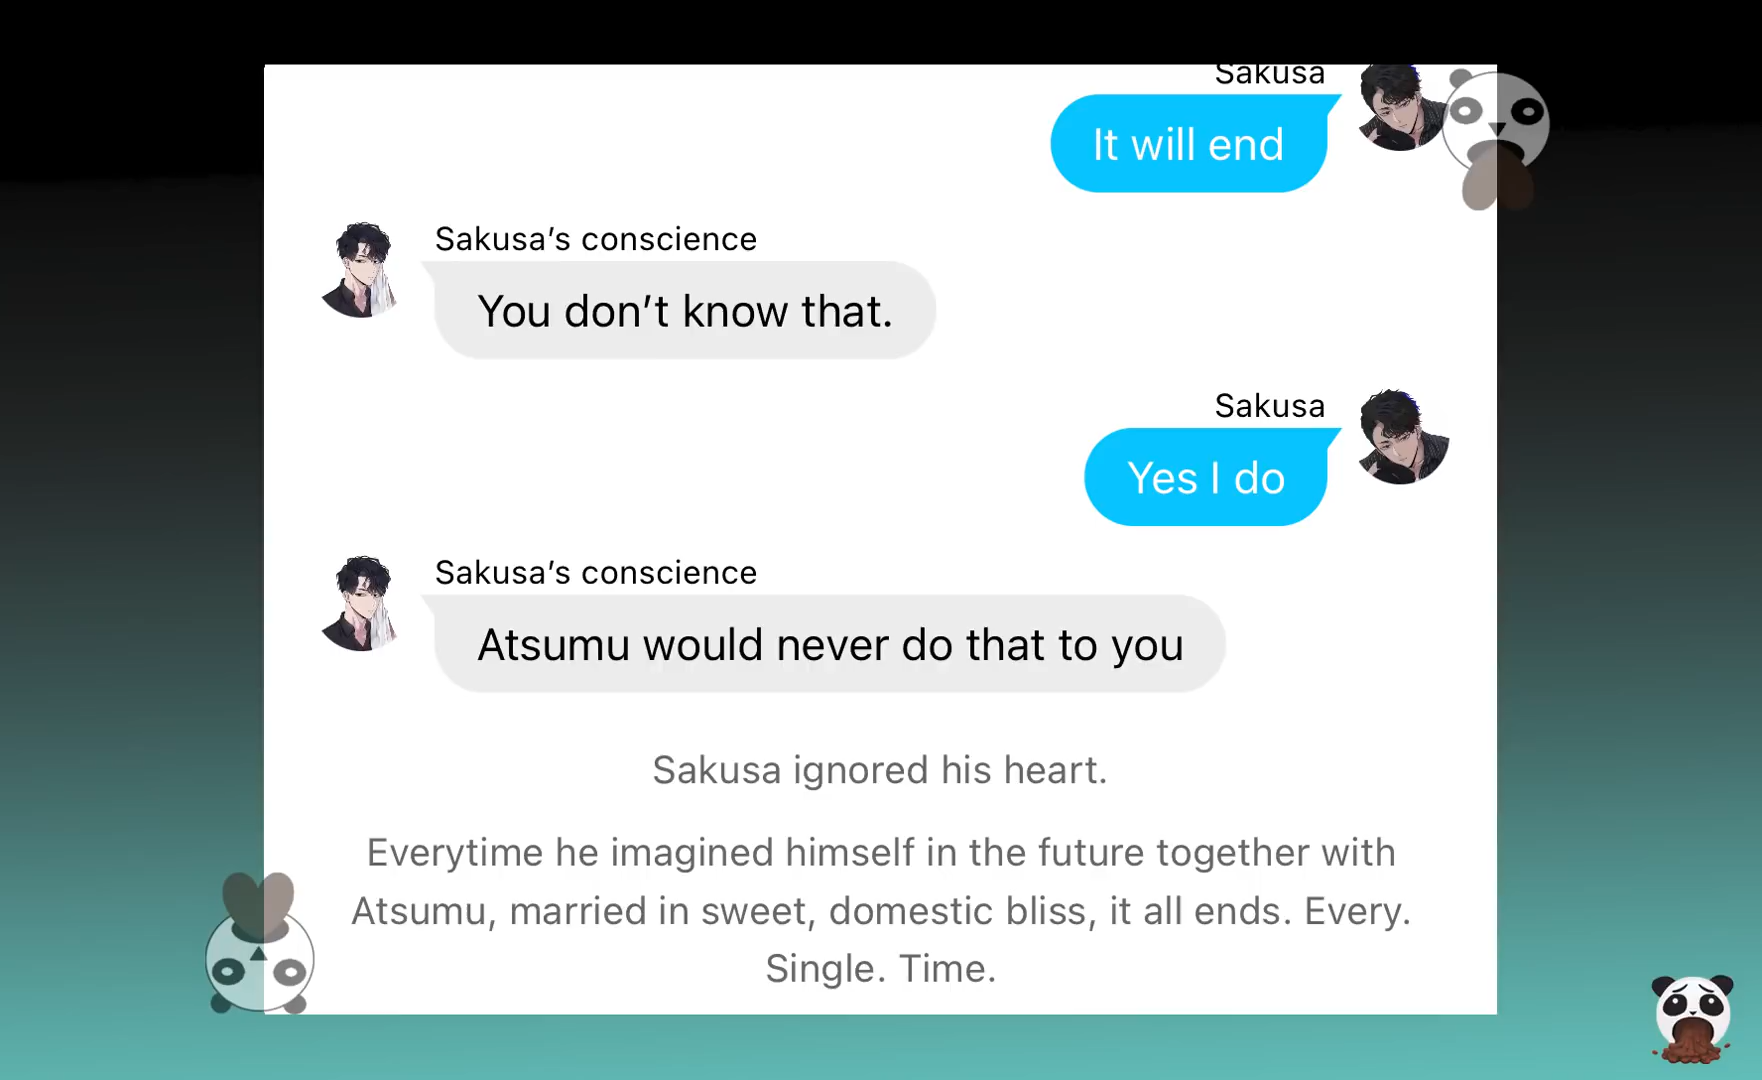 Sakusa
It will end
Sakusa’s conscience
You don’t know that.
Sakusa
Yes I do
Sakusa’s conscience
Atsumu would never do that to you
Sakusa ignored his heart.
Everytime he imagined himself in the future together with
Atsumu, married in sweet, domestic bliss, it all ends. Every.
Single. Time.